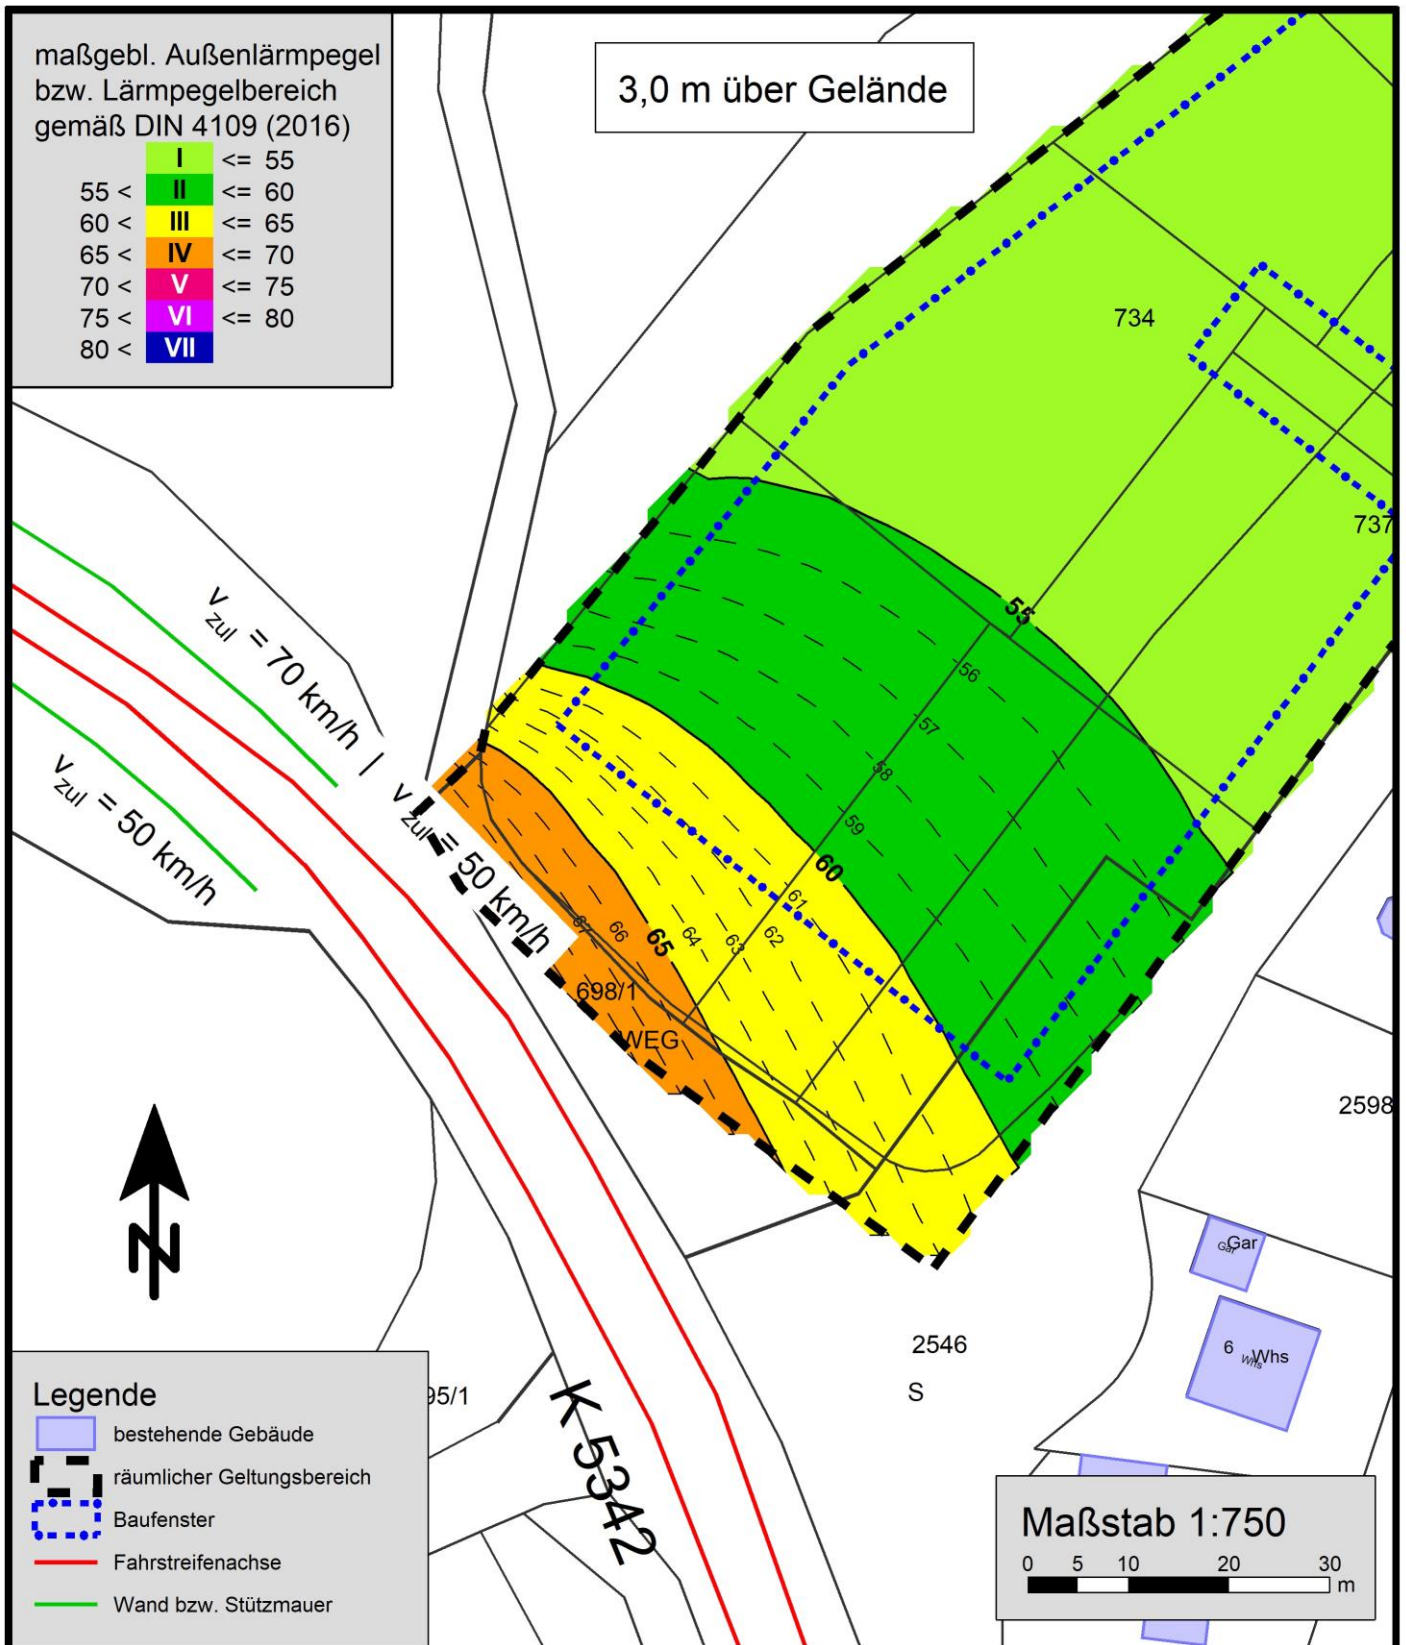 maßgebl. Außenlärmpegel
bzw. Lärmpegelbereich
gemäß DIN 4109 (2016)
I <= 55
55 < II <= 60
60 < III <= 65
65 < IV <= 70
70 < V <= 75
75 < VI <= 80
80 < VII
3,0 m über Gelände
734
737
55
56
57
58
59
60
61
62
63
64
65
66
67
v zul = 70 km/h
v zul = 50 km/h
v zul = 50 km/h
698/1
WEG
2598
Gar
Gar
6 Whs
Whs
2546
S
95/1
K 5342
Legende
bestehende Gebäude
räumlicher Geltungsbereich
Baufenster
Fahrstreifenachse
Wand bzw. Stützmauer
N
Maßstab 1:750
0 5 10 20 30
m